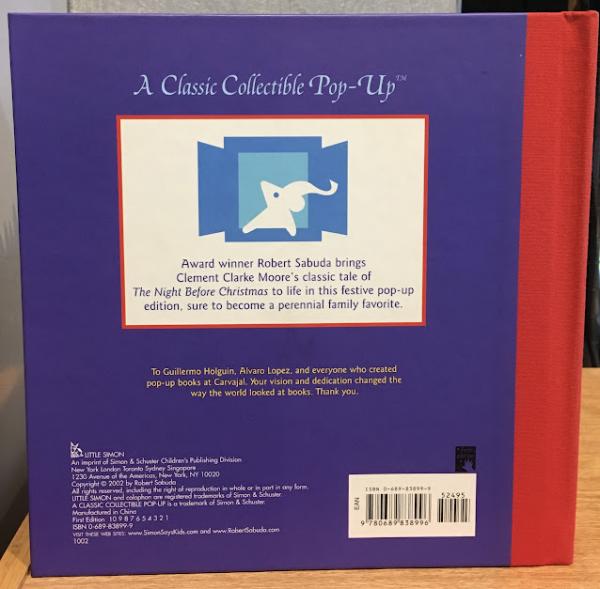 A Classic Collectible Pop-Up™
Award winner Robert Sabuda brings
Clement Clarke Moore's classic tale of
The Night Before Christmas to life in this festive pop-up
edition, sure to become a perennial family favorite.
To Guillermo Holguin, Alvaro Lopez, and everyone who created
pop-up books at Carvajal. Your vision and dedication changed the
way the world looked at books. Thank you.
LITTLE SIMON
An imprint of Simon & Schuster Children's Publishing Division
New York London Toronto Sydney Singapore
1230 Avenue of the Americas, New York, NY 10020
Copyright © 2002 by Robert Sabuda
All rights reserved, including the right of reproduction in whole or in part in any form.
LITTLE SIMON and colophon are registered trademarks of Simon & Schuster.
A CLASSIC COLLECTIBLE POP-UP is a trademark of Simon & Schuster.
Manufactured in China
First Edition 10 9 8 7 6 5 4 3 2 1
ISBN 0-689-83899-9
VISIT THESE WEB SITES: www.SimonSaysKids.com and www.RobertSabuda.com
1002
ISBN 0-689-83899-9
52495
EAN
9780689838996